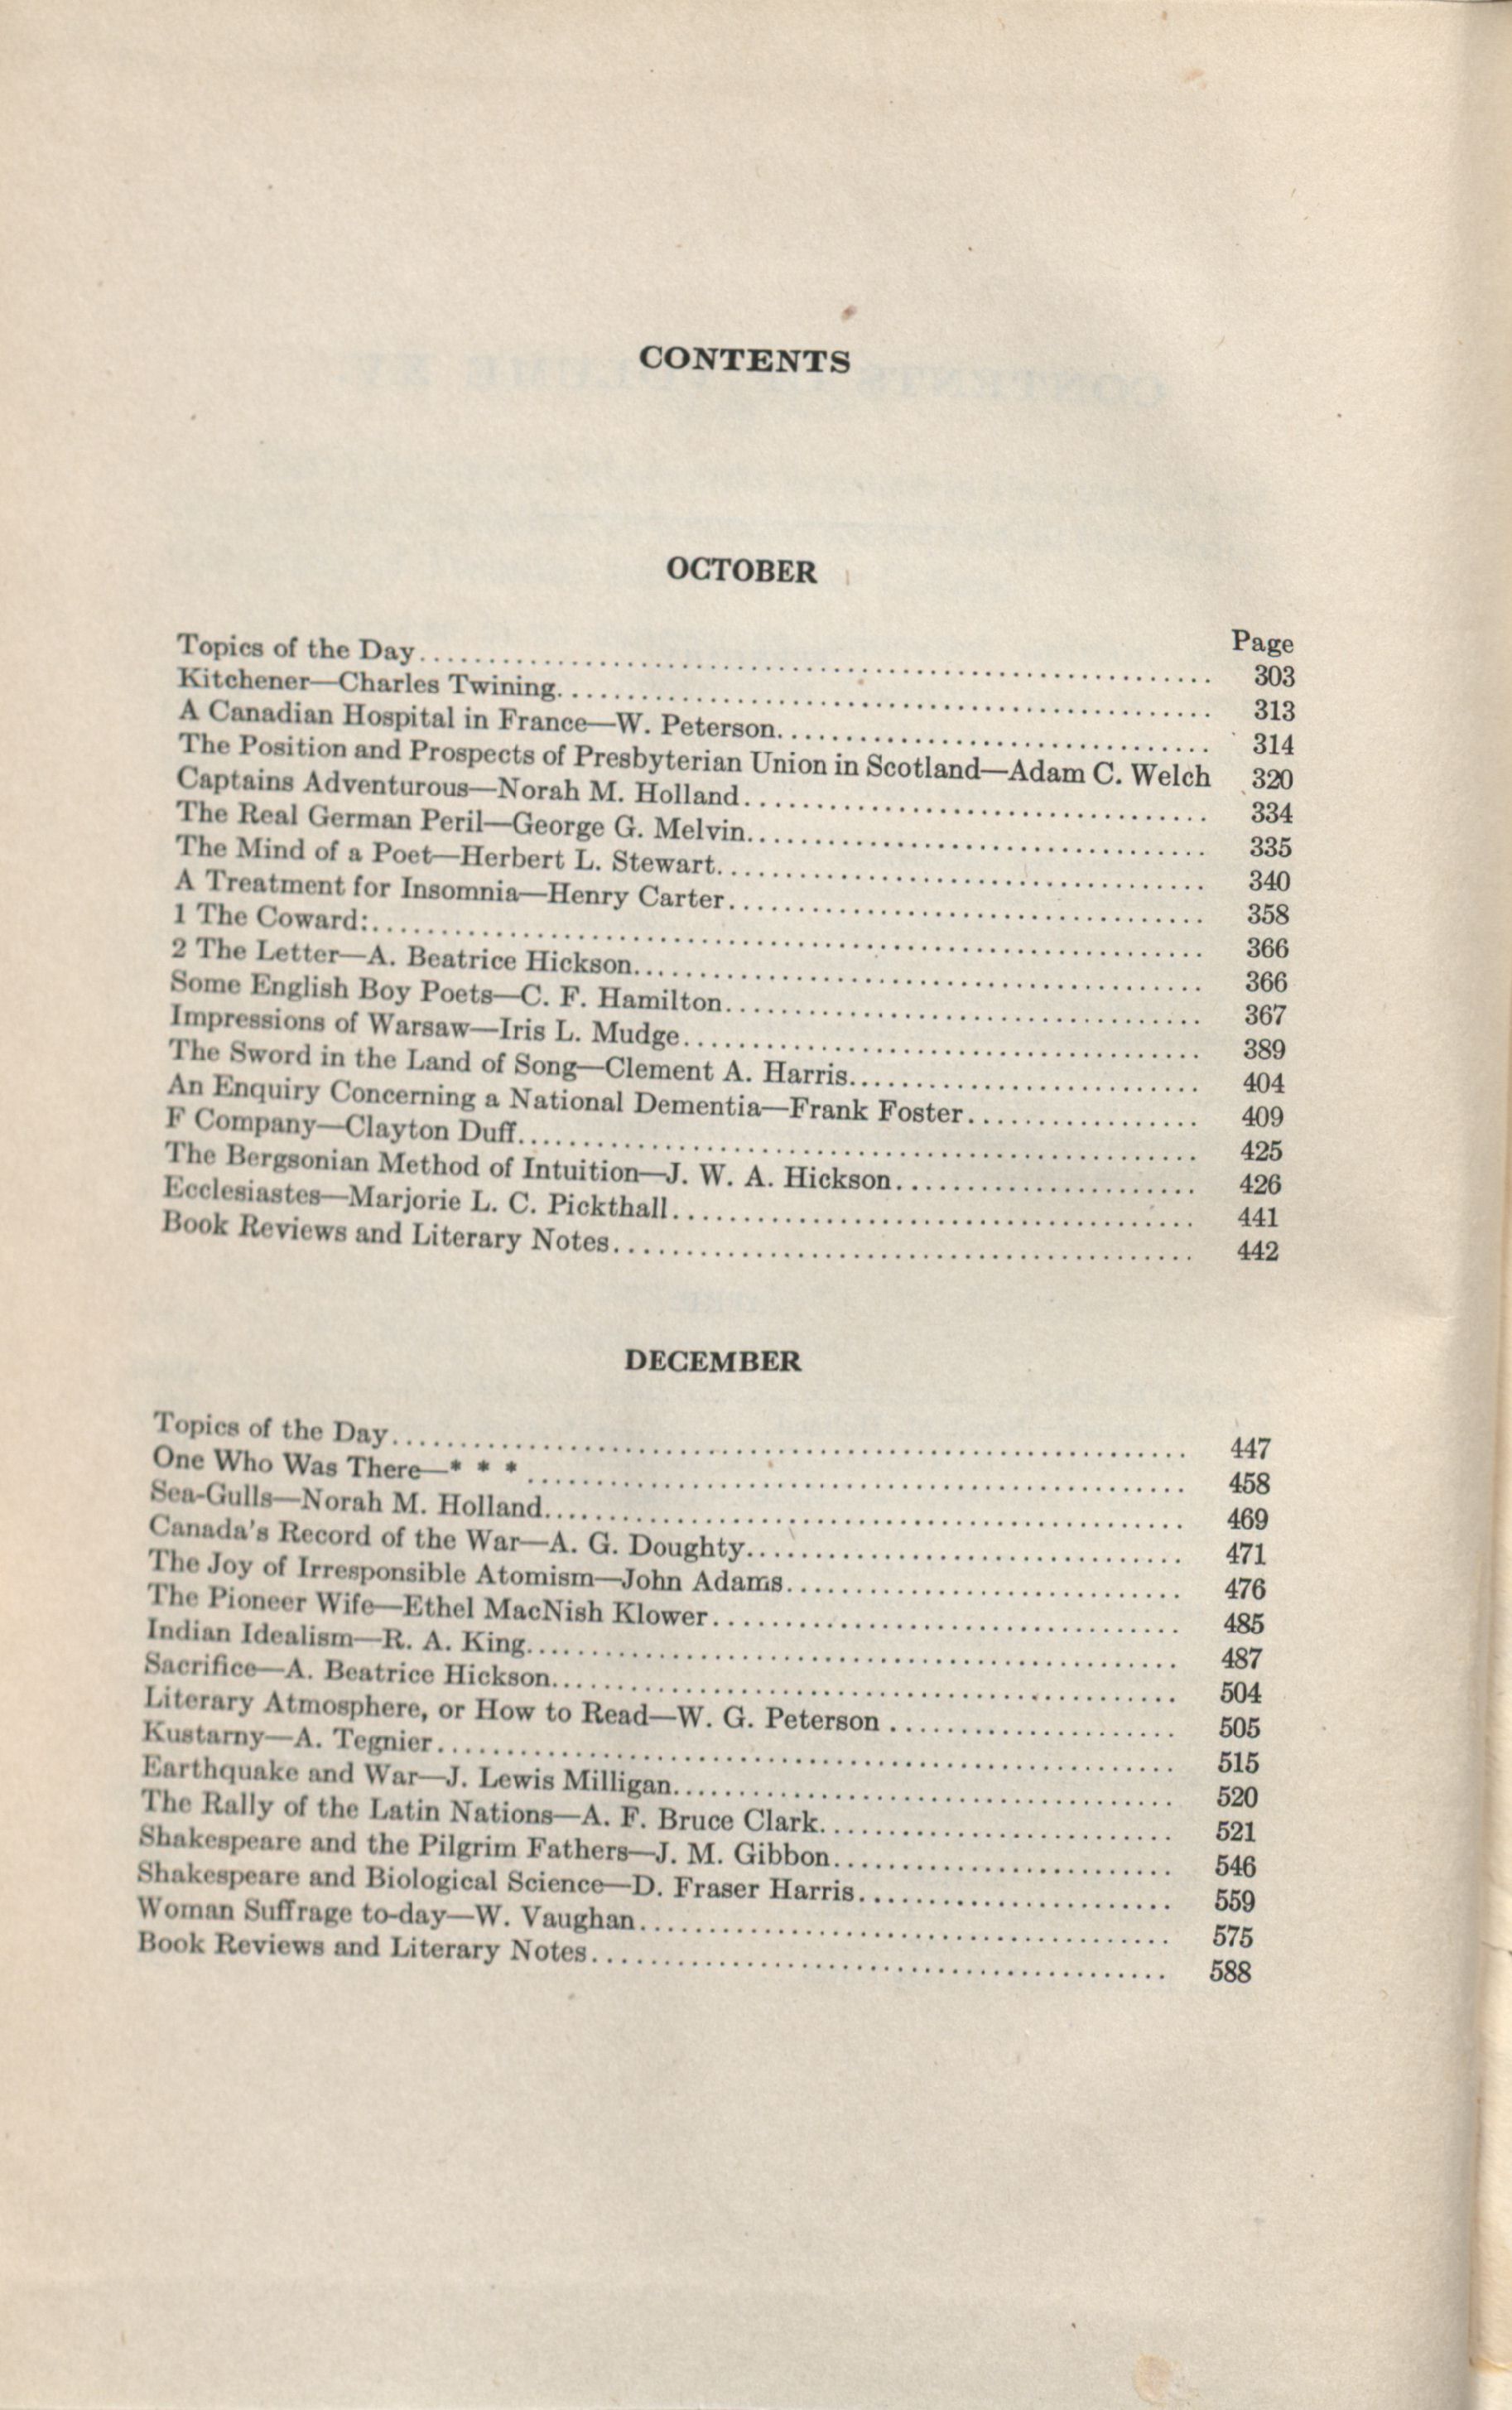 CONTENTS
OCTOBER
Page
Topics of the Day........................................ 303
Kitchener—Charles Twining........................................ 313
A Canadian Hospital in France—W. Peterson........................................ 314
The Position and Prospects of Presbyterian Union in Scotland—Adam C. Welch 320
Captains Adventurous—Norah M. Holland........................................ 334
The Real German Peril—George G. Melvin........................................ 335
The Mind of a Poet—Herbert L. Stewart........................................ 340
A Treatment for Insomnia—Henry Carter........................................ 358
1 The Coward:........................................ 366
2 The Letter—A. Beatrice Hickson........................................ 366
Some English Boy Poets—C. F. Hamilton........................................ 367
Impressions of Warsaw—Iris L. Mudge........................................ 389
The Sword in the Land of Song—Clement A. Harris........................................ 404
An Enquiry Concerning a National Dementia—Frank Foster................. 409
F Company—Clayton Duff........................................ 425
The Bergsonian Method of Intuition—J. W. A. Hickson........................ 426
Ecclesiastes—Marjorie L. C. Pickthall........................................ 441
Book Reviews and Literary Notes........................................ 442
DECEMBER
Topics of the Day........................................ 447
One Who Was There—* * * ........................................ 458
Sea-Gulls—Norah M. Holland........................................ 469
Canada's Record of the War—A. G. Doughty........................................ 471
The Joy of Irresponsible Atomism—John Adams............................. 476
The Pioneer Wife—Ethel MacNish Klower........................................ 485
Indian Idealism—R. A. King........................................ 487
Sacrifice—A. Beatrice Hickson........................................ 504
Literary Atmosphere, or How to Read—W. G. Peterson ..................... 505
Kustarny—A. Tegnier........................................ 515
Earthquake and War—J. Lewis Milligan........................................ 520
The Rally of the Latin Nations—A. F. Bruce Clark.......................... 521
Shakespeare and the Pilgrim Fathers—J. M. Gibbon......................... 546
Shakespeare and Biological Science—D. Fraser Harris....................... 559
Woman Suffrage to-day—W. Vaughan........................................ 575
Book Reviews and Literary Notes........................................ 588